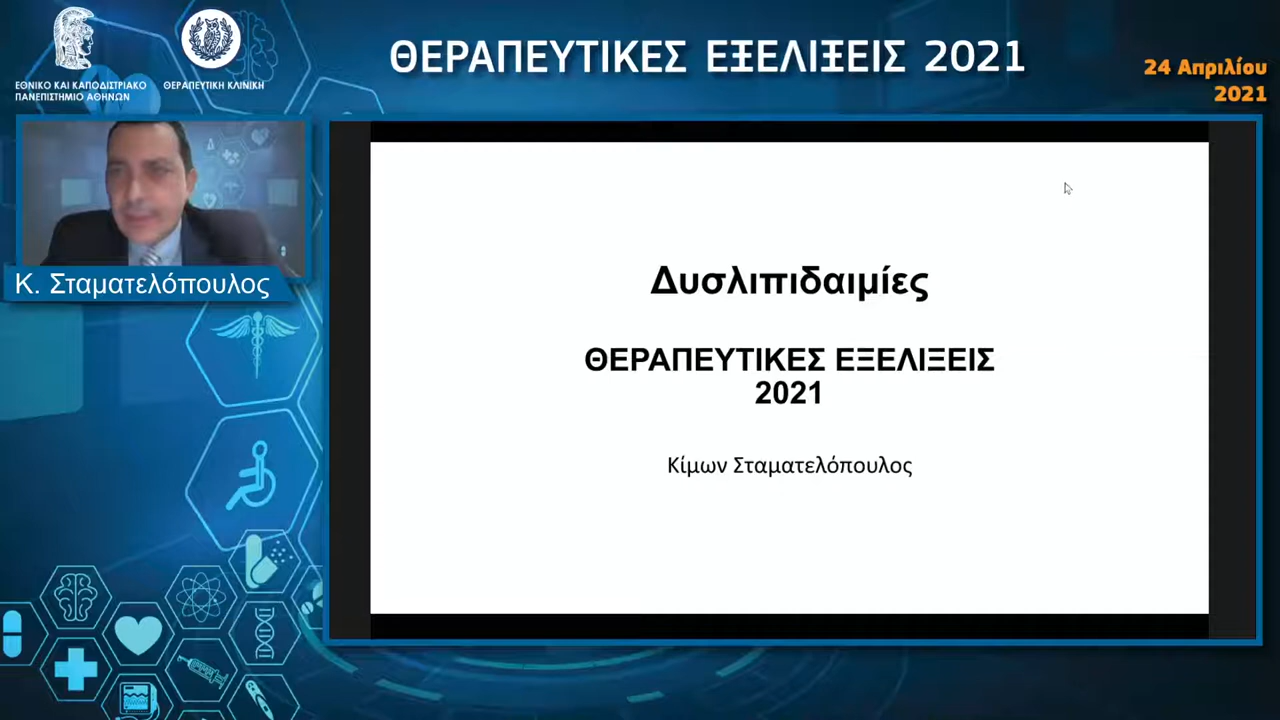 ΕΘΝΙΚΟ ΚΑΙ ΚΑΠΟΔΙΣΤΡΙΑΚΟ
ΠΑΝΕΠΙΣΤΗΜΙΟ ΑΘΗΝΩΝ
ΘΕΡΑΠΕΥΤΙΚΗ ΚΛΙΝΙΚΗ
ΘΕΡΑΠΕΥΤΙΚΕΣ ΕΞΕΛΙΞΕΙΣ 2021
24 Απριλίου
2021
Κ. Σταματελόπουλος
Δυσλιπιδαιμίες
ΘΕΡΑΠΕΥΤΙΚΕΣ ΕΞΕΛΙΞΕΙΣ
2021
Κίμων Σταματελόπουλος